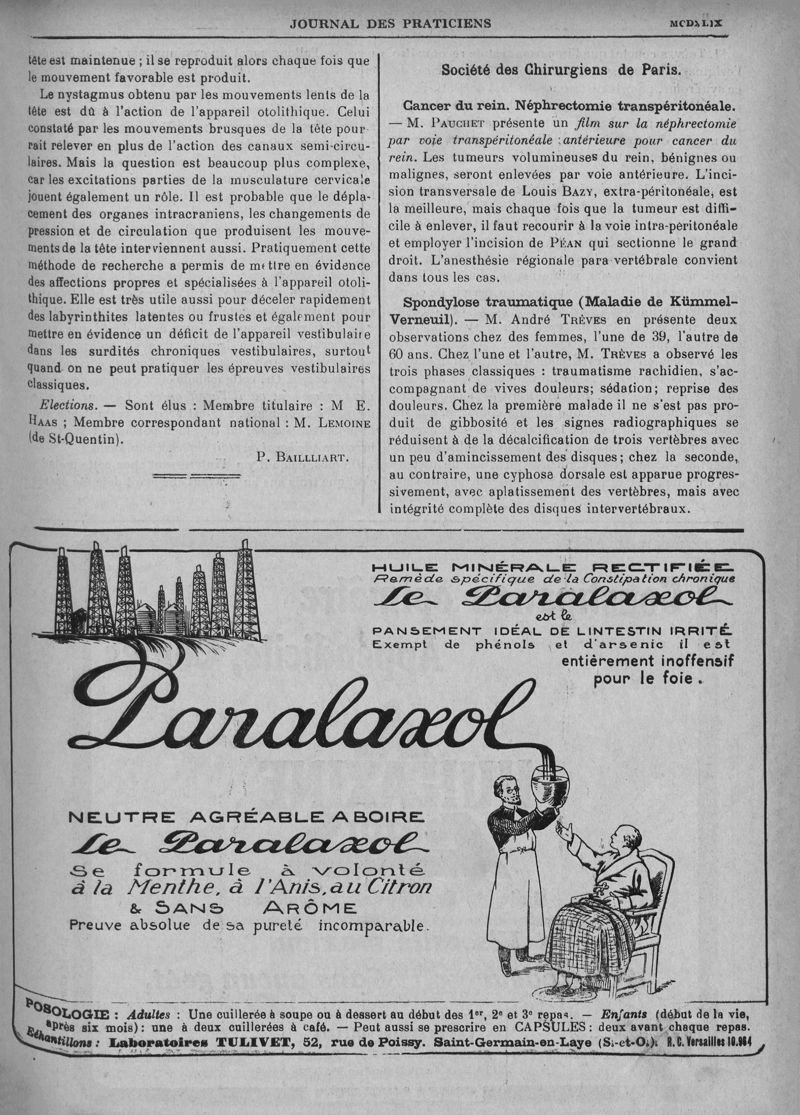 JOURNAL DES PRATICIENS
tête est maintenue ; il se reproduit alors chaque fois que
le mouvement favorable est produit.
Le nystagmus obtenu par les mouvements lents de la
tête est dû à l'action de l'appareil otolithique. Celui
constaté par les mouvements brusques de la tête pour-
rait relever en plus de l'action des canaux semi-circu-
laires. Mais la question est beaucoup plus complexe,
car les excitations parties de la musculature cervicale
jouent également un rôle. Il est probable que le dépla-
cement des organes intracraniens, les changements de
pression et de circulation que produisent les mouve-
ments de la tête interviennent aussi. Pratiquement cette
méthode de recherche a permis de mettre en évidence
des affections propres et spécialisées à l'appareil otoli-
thique. Elle est très utile aussi pour déceler rapidement
des labyrinthites latentes ou frustes et également pour
mettre en évidence un déficit de l'appareil vestibulaire
dans les surdités chroniques vestibulaires, surtout
quand on ne peut pratiquer les épreuves vestibulaires
classiques.
Elections. — Sont élus : Membre titulaire : M E.
HAAS ; Membre correspondant national : M. LEMOINE
(de St-Quentin).
P. BAILLLIART.
Société des Chirurgiens de Paris.
Cancer du rein. Néphrectomie transpéritonéale.
— M. PAUCHET présente un film sur la néphrectomie
par voie transpéritonéale antérieure pour cancer du
rein. Les tumeurs volumineuses du rein, bénignes ou
malignes, seront enlevées par voie antérieure. L'inci-
sion transversale de Louis BAZY, extra-péritonéale, est
la meilleure, mais chaque fois que la tumeur est diffi-
cile à enlever, il faut recourir à la voie intra-péritonéale
et employer l'incision de PÉAN qui sectionne le grand
droit. L'anesthésie régionale para vertébrale convient
dans tous les cas.
Spondylose traumatique (Maladie de Kümmel-
Verneuil). — M. André TRÈVES en présente deux
observations chez des femmes, l'une de 39, l'autre de
60 ans. Chez l'une et l'autre, M. TRÈVES a observé les
trois phases classiques : traumatisme rachidien, s'ac-
compagnant de vives douleurs; sédation; reprise des
douleurs. Chez la première malade il ne s'est pas pro-
duit de gibbosité et les signes radiographiques se
réduisent à de la décalcification de trois vertèbres avec
un peu d'amincissement des disques ; chez la seconde,
au contraire, une cyphose dorsale est apparue progres-
sivement, avec aplatissement des vertèbres, mais avec
intégrité complète des disques intervertébraux.
HUILE MINÉRALE RECTIFIÉE
Remède spécifique de la Constipation chronique
Le Paralaxol
est le
PANSEMENT IDÉAL DE L'INTESTIN IRRITÉ
Exempt de phénols et d'arsenic il est
entièrement inoffensif
pour le foie.
Paralaxol
NEUTRE AGRÉABLE A BOIRE
Le Paralaxol
Se formule à volonté
à la Menthe, à l'Anis, au Citron
& SANS ARÔME
Preuve absolue de sa pureté incomparable.
POSOLOGIE : Adultes : Une cuillerée à soupe ou à dessert au début des 1er, 2e et 3e repas. — Enfants (début de la vie,
après six mois) : une à deux cuillerées à café. — Peut aussi se prescrire en CAPSULES : deux avant chaque repas.
Echantillons : Laboratoires TULIVET, 52, rue de Poissy. Saint-Germain-en-Laye (S.-et-O.). R.C. Versailles 10.984